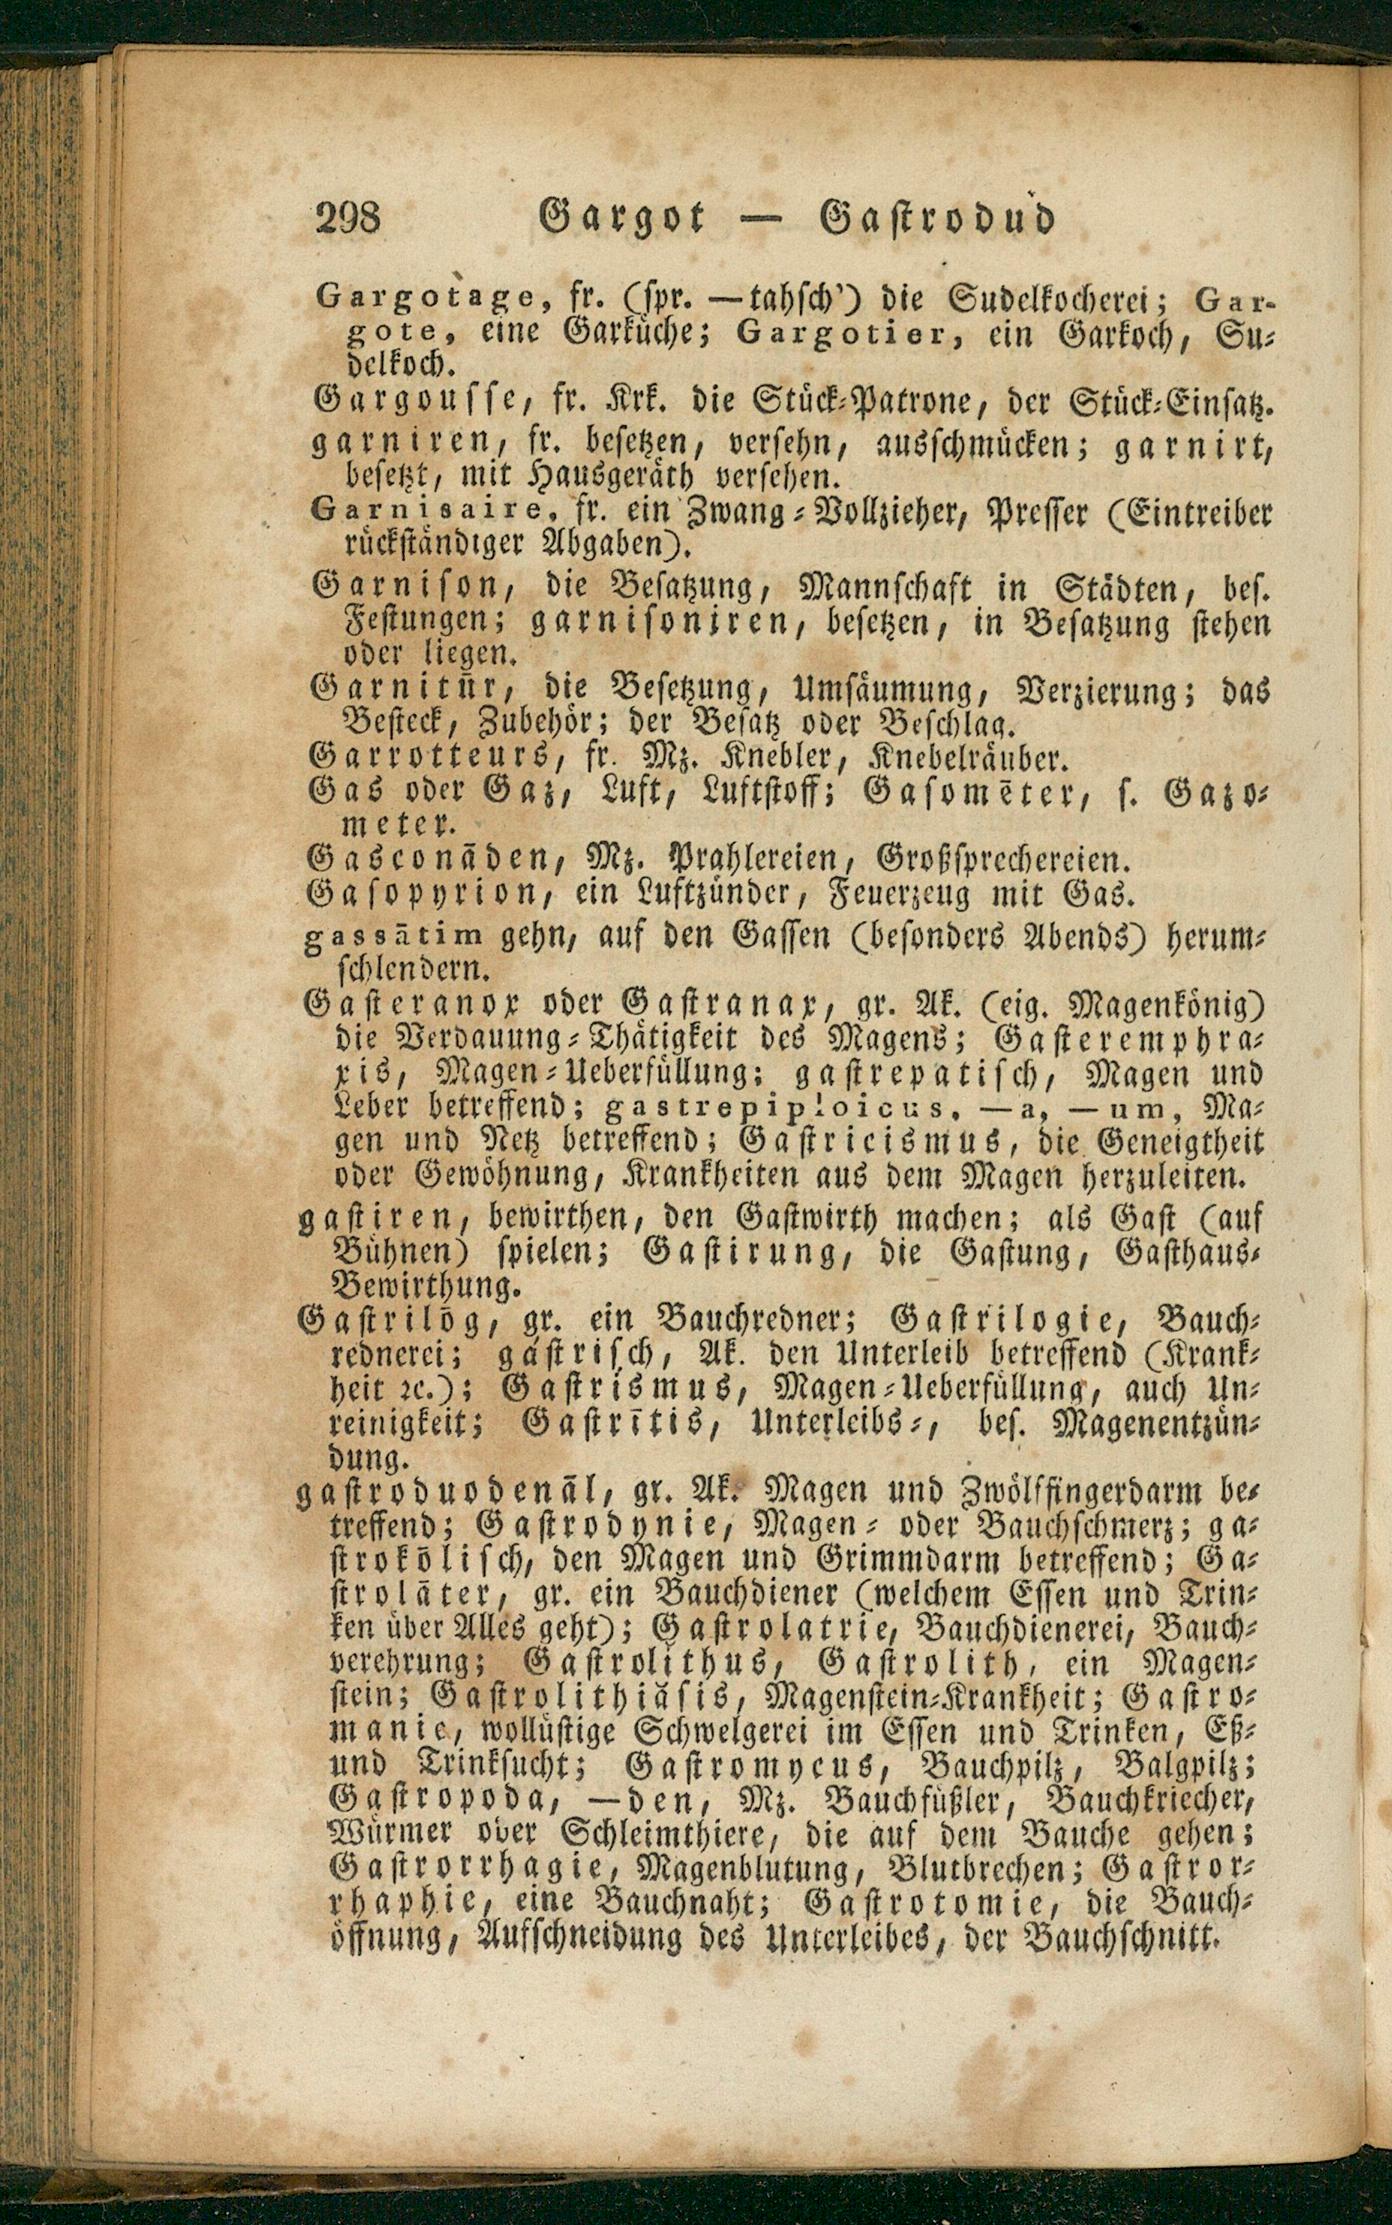 298 Gargot — Gastrodud
Gargotage, fr. (spr. —tahsch') die Sudelkocherei; Gar-
gote, eine Garküche; Gargotier, ein Garkoch, Su-
delkoch.
Gargousse, fr. Krk. die Stück-Patrone, der Stück-Einsatz.
garniren, fr. besetzen, versehn, ausschmücken; garnirt,
besetzt, mit Hausgeräth versehen.
Garnisaire, fr. ein Zwang-Vollzieher, Presser (Eintreiber
rückständiger Abgaben).
Garnison, die Besatzung, Mannschaft in Städten, bes.
Festungen; garnisoniren, besetzen, in Besatzung stehen
oder liegen.
Garnitūr, die Besetzung, Umsäumung, Verzierung; das
Besteck, Zubehör; der Besatz oder Beschlag.
Garrotteurs, fr. Mz. Knebler, Knebelräuber.
Gas oder Gaz, Luft, Luftstoff; Gasomēter, s. Gazo-
meter.
Gasconāden, Mz. Prahlereien, Großsprechereien.
Gasopyrion, ein Luftzünder, Feuerzeug mit Gas.
gassātim gehn, auf den Gassen (besonders Abends) herum-
schlendern.
Gasteranox oder Gastranax, gr. Ak. (eig. Magenkönig)
die Verdauung-Thätigkeit des Magens; Gasteremphra-
xis, Magen-Ueberfüllung; gastrepatisch, Magen und
Leber betreffend; gastrepiploicus, —a, —um, Ma-
gen und Netz betreffend; Gastricismus, die Geneigtheit
oder Gewöhnung, Krankheiten aus dem Magen herzuleiten.
gastiren, bewirthen, den Gastwirth machen; als Gast (auf
Bühnen) spielen; Gastirung, die Gastung, Gasthaus-
Bewirthung.
Gastrilōg, gr. ein Bauchredner; Gastrilogie, Bauch-
rednerei; gástrisch, Ak. den Unterleib betreffend (Krank-
heit ꝛc.); Gastrismus, Magen-Ueberfüllung, auch Un-
reinigkeit; Gastrītis, Unterleibs-, bes. Magenentzün-
dung.
gastroduodenāl, gr. Ak. Magen und Zwölffingerdarm be-
treffend; Gastrodynie, Magen- oder Bauchschmerz; ga-
strokōlisch, den Magen und Grimmdarm betreffend; Ga-
strolāter, gr. ein Bauchdiener (welchem Essen und Trin-
ken über Alles geht); Gastrolatrie, Bauchdienerei, Bauch-
verehrung; Gastrolithus, Gastrolith, ein Magen-
stein; Gastrolithiāsis, Magenstein-Krankheit; Gastro-
manie, wollüstige Schwelgerei im Essen und Trinken, Eß-
und Trinksucht; Gastromycus, Bauchpilz, Balgpilz;
Gastropoda, —den, Mz. Bauchfüßler, Bauchkriecher,
Würmer oder Schleimthiere, die auf dem Bauche gehen;
Gastrorrhagie, Magenblutung, Blutbrechen; Gastror-
rhaphie, eine Bauchnaht; Gastrotomie, die Bauch-
öffnung, Aufschneidung des Unterleibes, der Bauchschnitt.